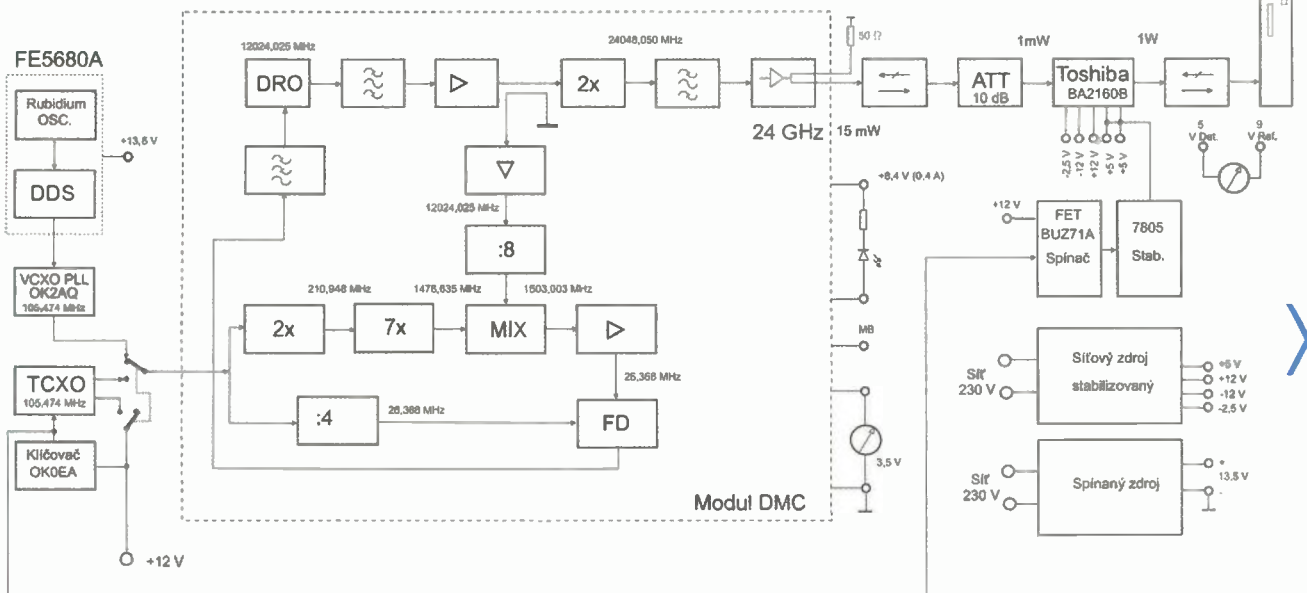 FE5680A
Rubidium
OSC.
+13,6 V
DDS
VCXO PLL
OK2AQ
105,474 MHz
TCXO
105,474 MHz
Klíčovač
OK0EA
+12 V
12024,025 MHz
DRO
24048,050 MHz
2x
12024,025 MHz
:8
210,948 MHz
1476,635 MHz
1503,003 MHz
2x
7x
MIX
26,368 MHz
:4
26,368 MHz
FD
Modul DMC
24 GHz
15 mW
50 Ω
ATT
10 dB
1mW
Toshiba
BA2160B
1W
-2,5 V
-12 V
+12 V
+5 V
+5 V
5
V Det.
9
V Ref.
+8,4 V (0,4 A)
MB
3,5 V
+12 V
FET
BUZ71A
Spínač
7805
Stab.
Síť
230 V
Síťový zdroj
stabilizovaný
+5 V
+12 V
-12 V
-2,5 V
Síť
230 V
Spínaný zdroj
+
13,5 V
-